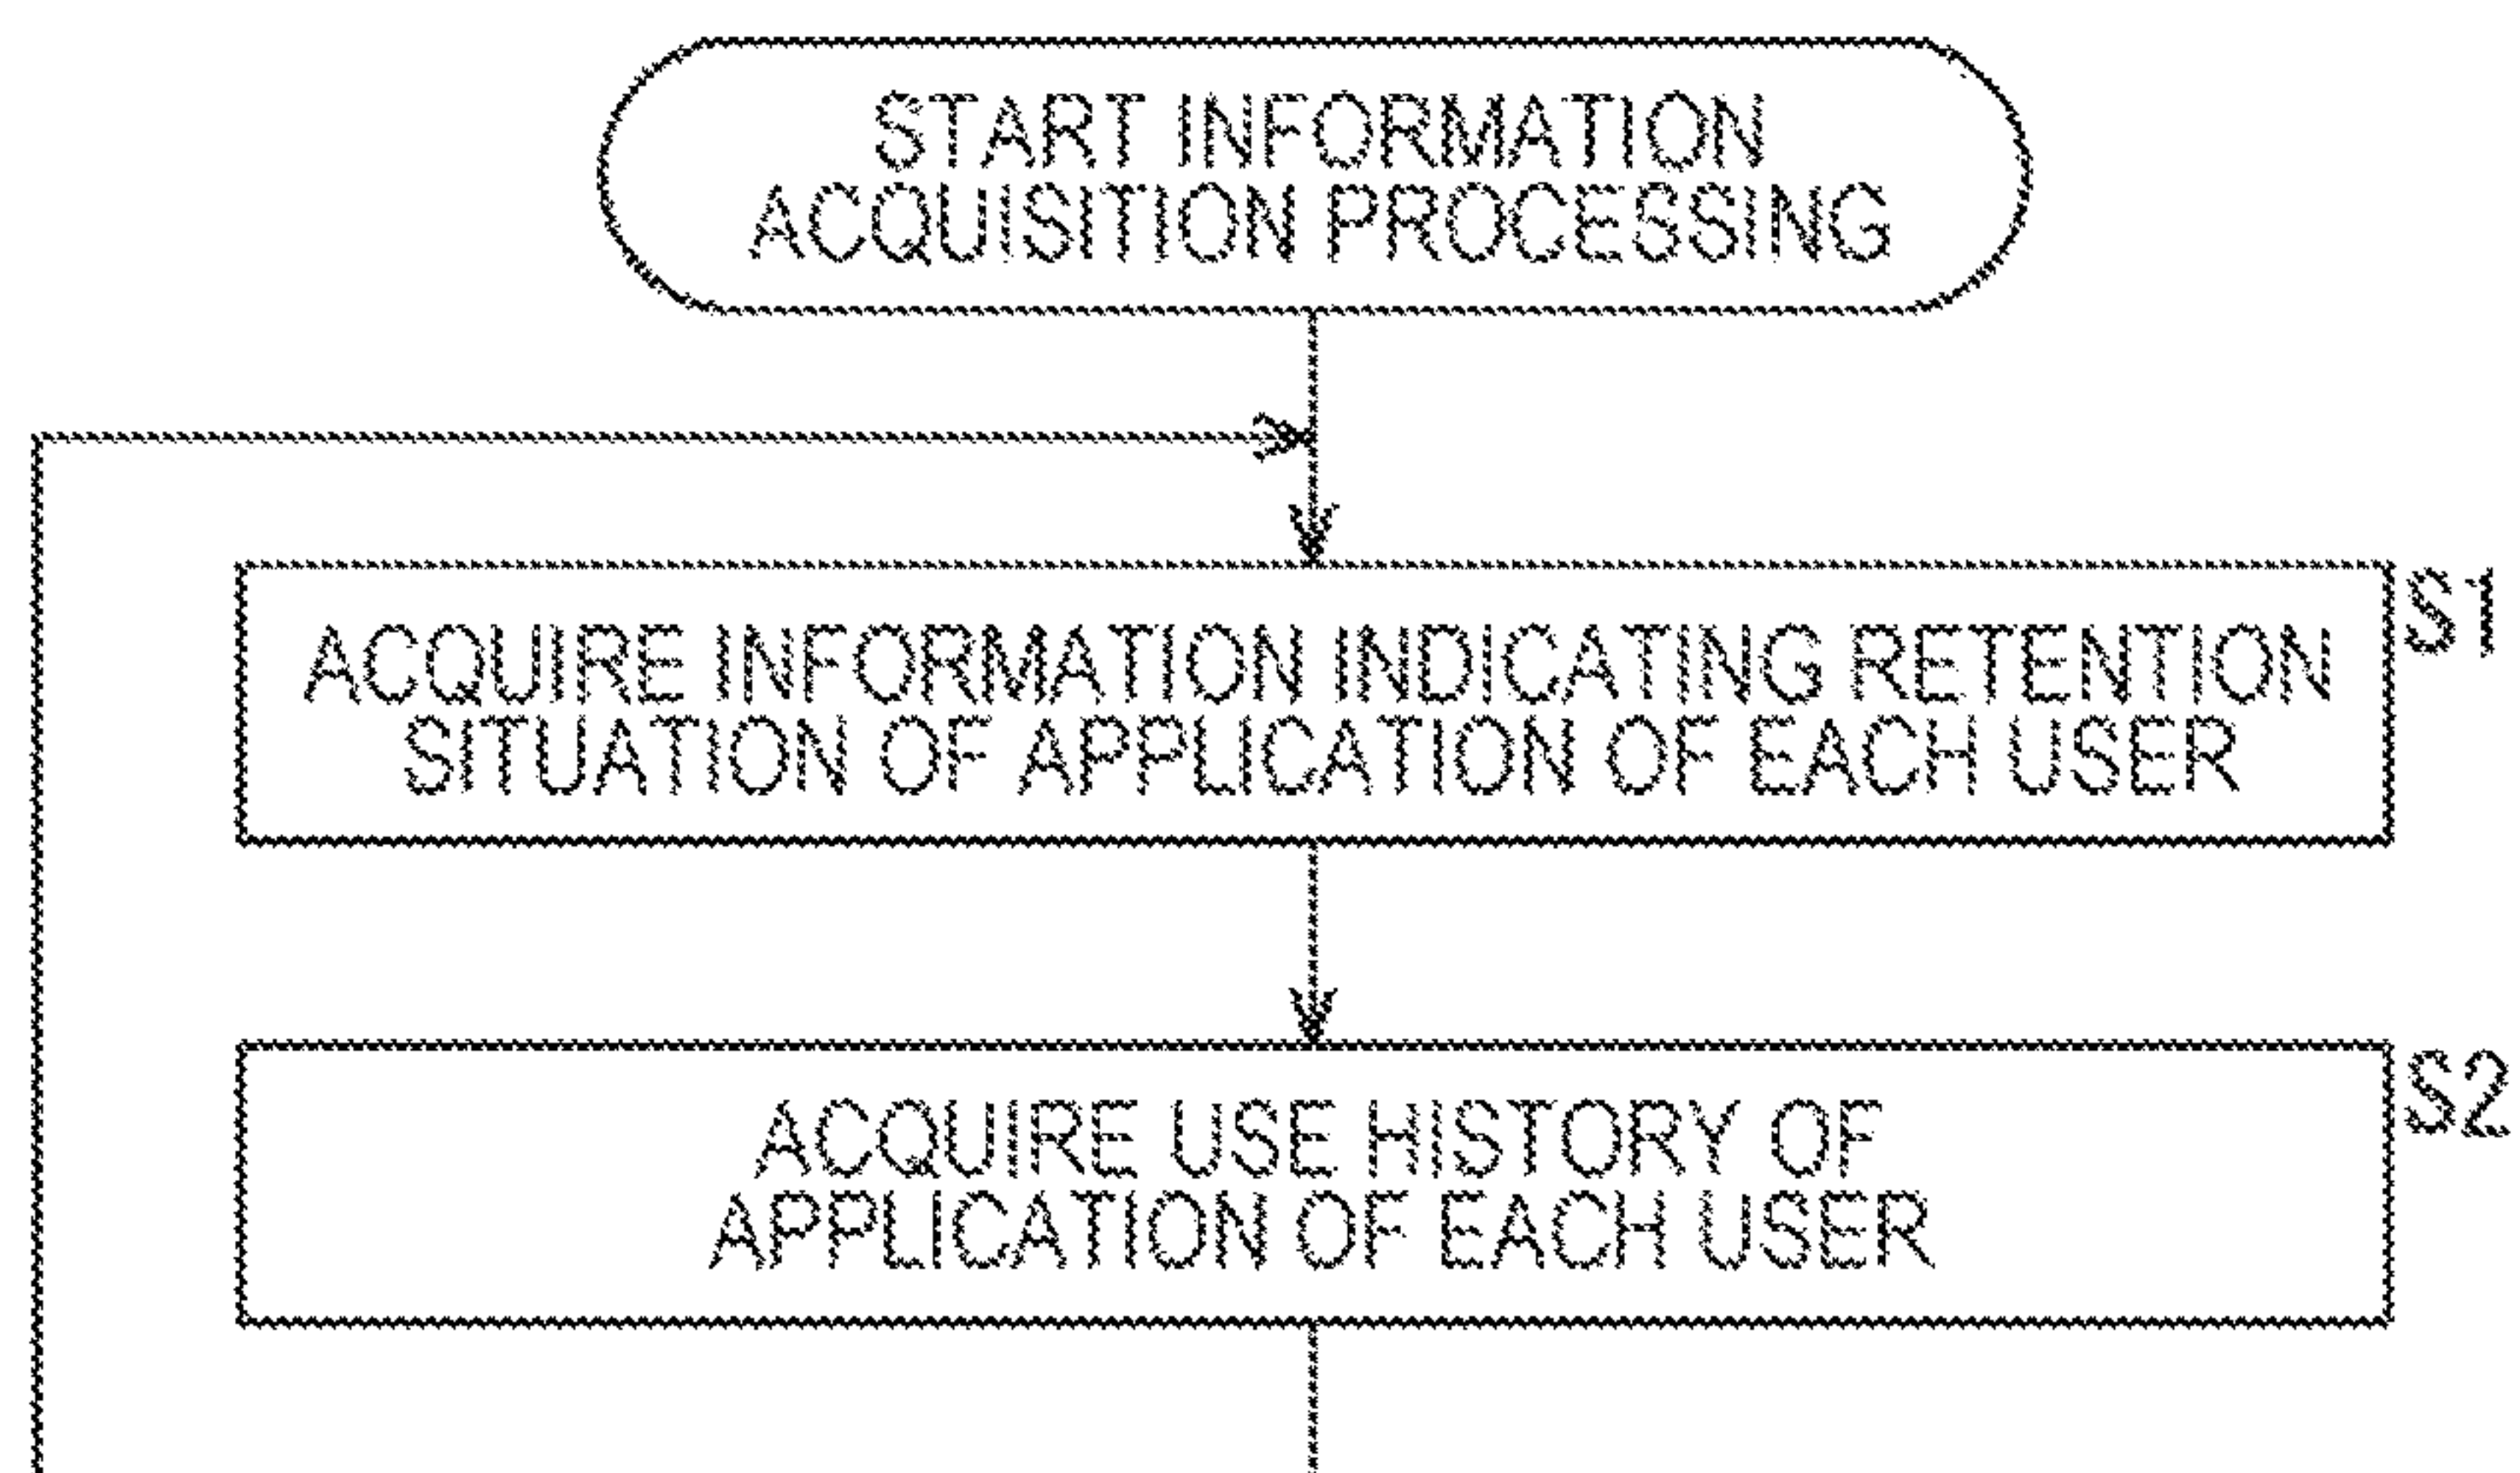 START INFORMATION
ACQUISITION PROCESSING
S1
ACQUIRE INFORMATION INDICATING RETENTION
SITUATION OF APPLICATION OF EACH USER
S2
ACQUIRE USE HISTORY OF
APPLICATION OF EACH USER